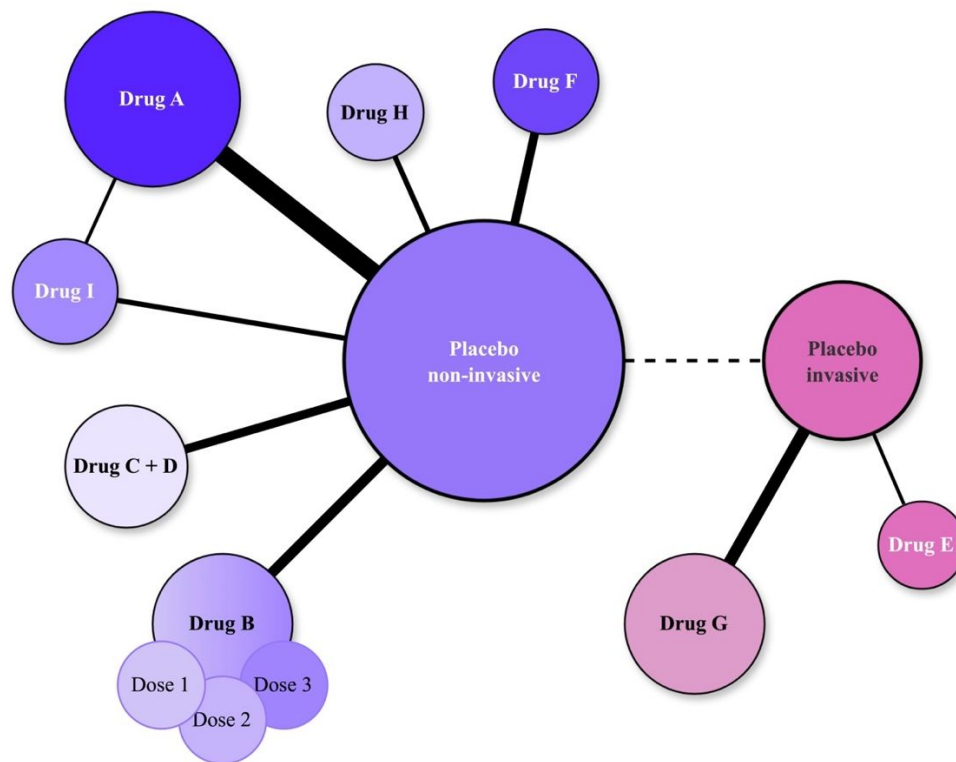 Drug A
Drug H
Drug F
Drug I
Placebo
non-invasive
Placebo
invasive
Drug C + D
Drug E
Drug B
Drug G
Dose 1
Dose 3
Dose 2